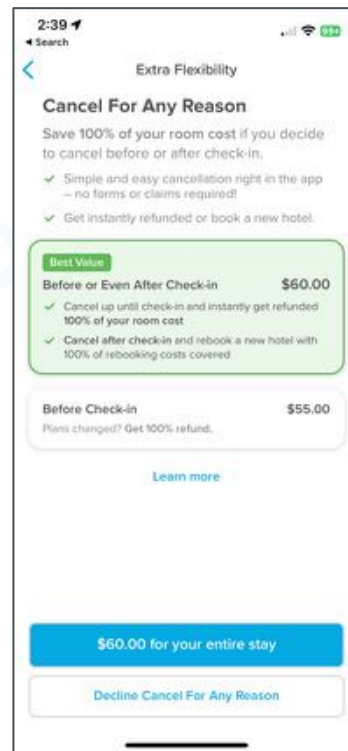 2:39
Search
Extra Flexibility
Cancel For Any Reason
Save 100% of your room cost if you decide
to cancel before or after check-in.
Simple and easy cancellation right in the app
– no forms or claims required!
Get instantly refunded or book a new hotel.
Best Value
Before or Even After Check-in $60.00
Cancel up until check-in and instantly get refunded
100% of your room cost
Cancel after check-in and rebook a new hotel with
100% of rebooking costs covered
Before Check-in $55.00
Plans changed? Get 100% refund.
Learn more
$60.00 for your entire stay
Decline Cancel For Any Reason